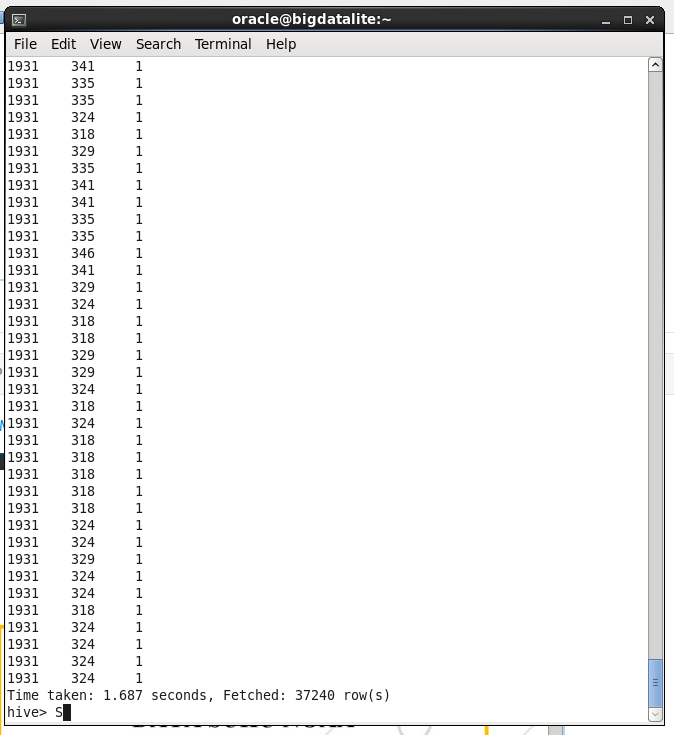 oracle@bigdatalite:~
File Edit View Search Terminal Help
1931 341 1
1931 335 1
1931 335 1
1931 324 1
1931 318 1
1931 329 1
1931 335 1
1931 341 1
1931 341 1
1931 335 1
1931 335 1
1931 346 1
1931 341 1
1931 329 1
1931 324 1
1931 318 1
1931 318 1
1931 329 1
1931 329 1
1931 324 1
1931 318 1
1931 324 1
1931 318 1
1931 318 1
1931 318 1
1931 318 1
1931 318 1
1931 324 1
1931 324 1
1931 329 1
1931 324 1
1931 324 1
1931 318 1
1931 324 1
1931 324 1
1931 324 1
1931 324 1
Time taken: 1.687 seconds, Fetched: 37240 row(s)
hive> S